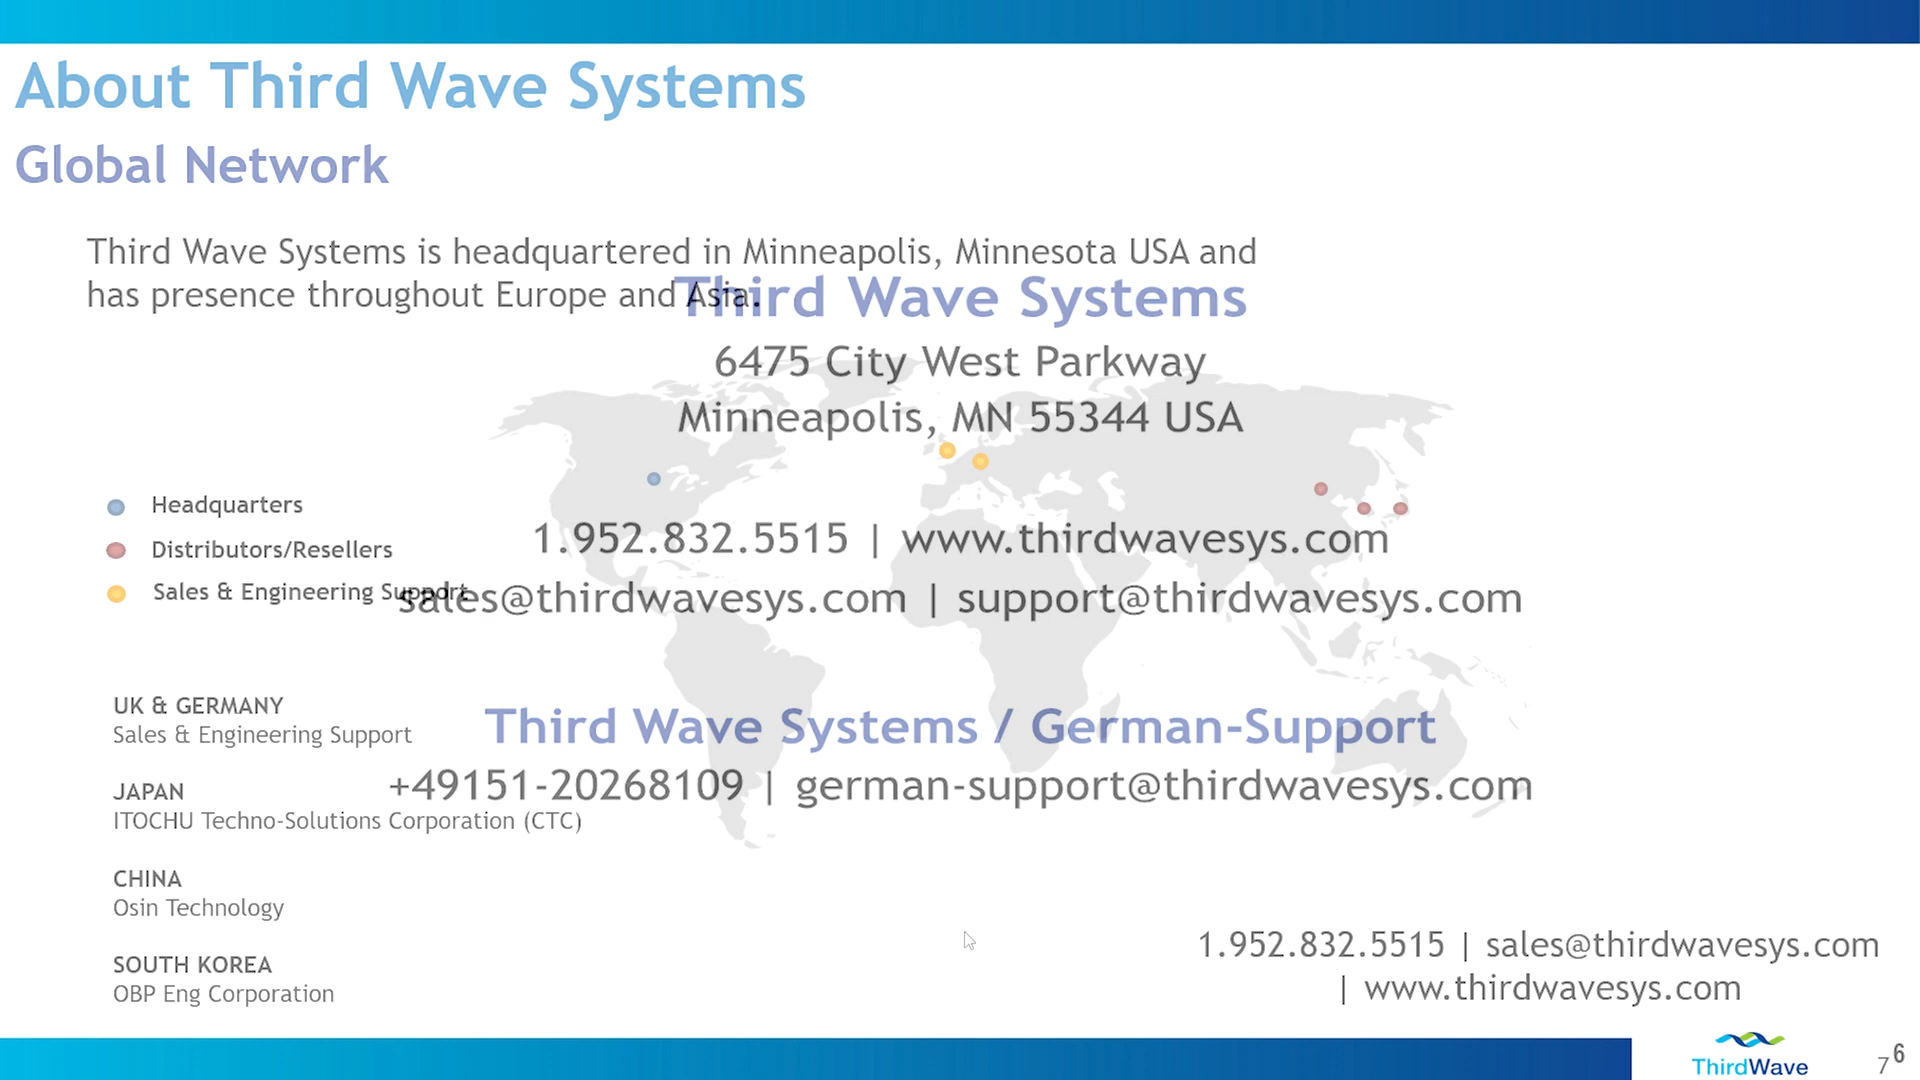 About Third Wave Systems
Global Network
Third Wave Systems is headquartered in Minneapolis, Minnesota USA and
has presence throughout Europe and Asia.
Third Wave Systems
6475 City West Parkway
Minneapolis, MN 55344 USA
1.952.832.5515 | www.thirdwavesys.com
sales@thirdwavesys.com | support@thirdwavesys.com
Headquarters
Distributors/Resellers
Sales & Engineering Support
Third Wave Systems / German-Support
+49151-20268109 | german-support@thirdwavesys.com
UK & GERMANY
Sales & Engineering Support
JAPAN
ITOCHU Techno-Solutions Corporation (CTC)
CHINA
Osin Technology
SOUTH KOREA
OBP Eng Corporation
1.952.832.5515 | sales@thirdwavesys.com
| www.thirdwavesys.com
ThirdWave
7
6